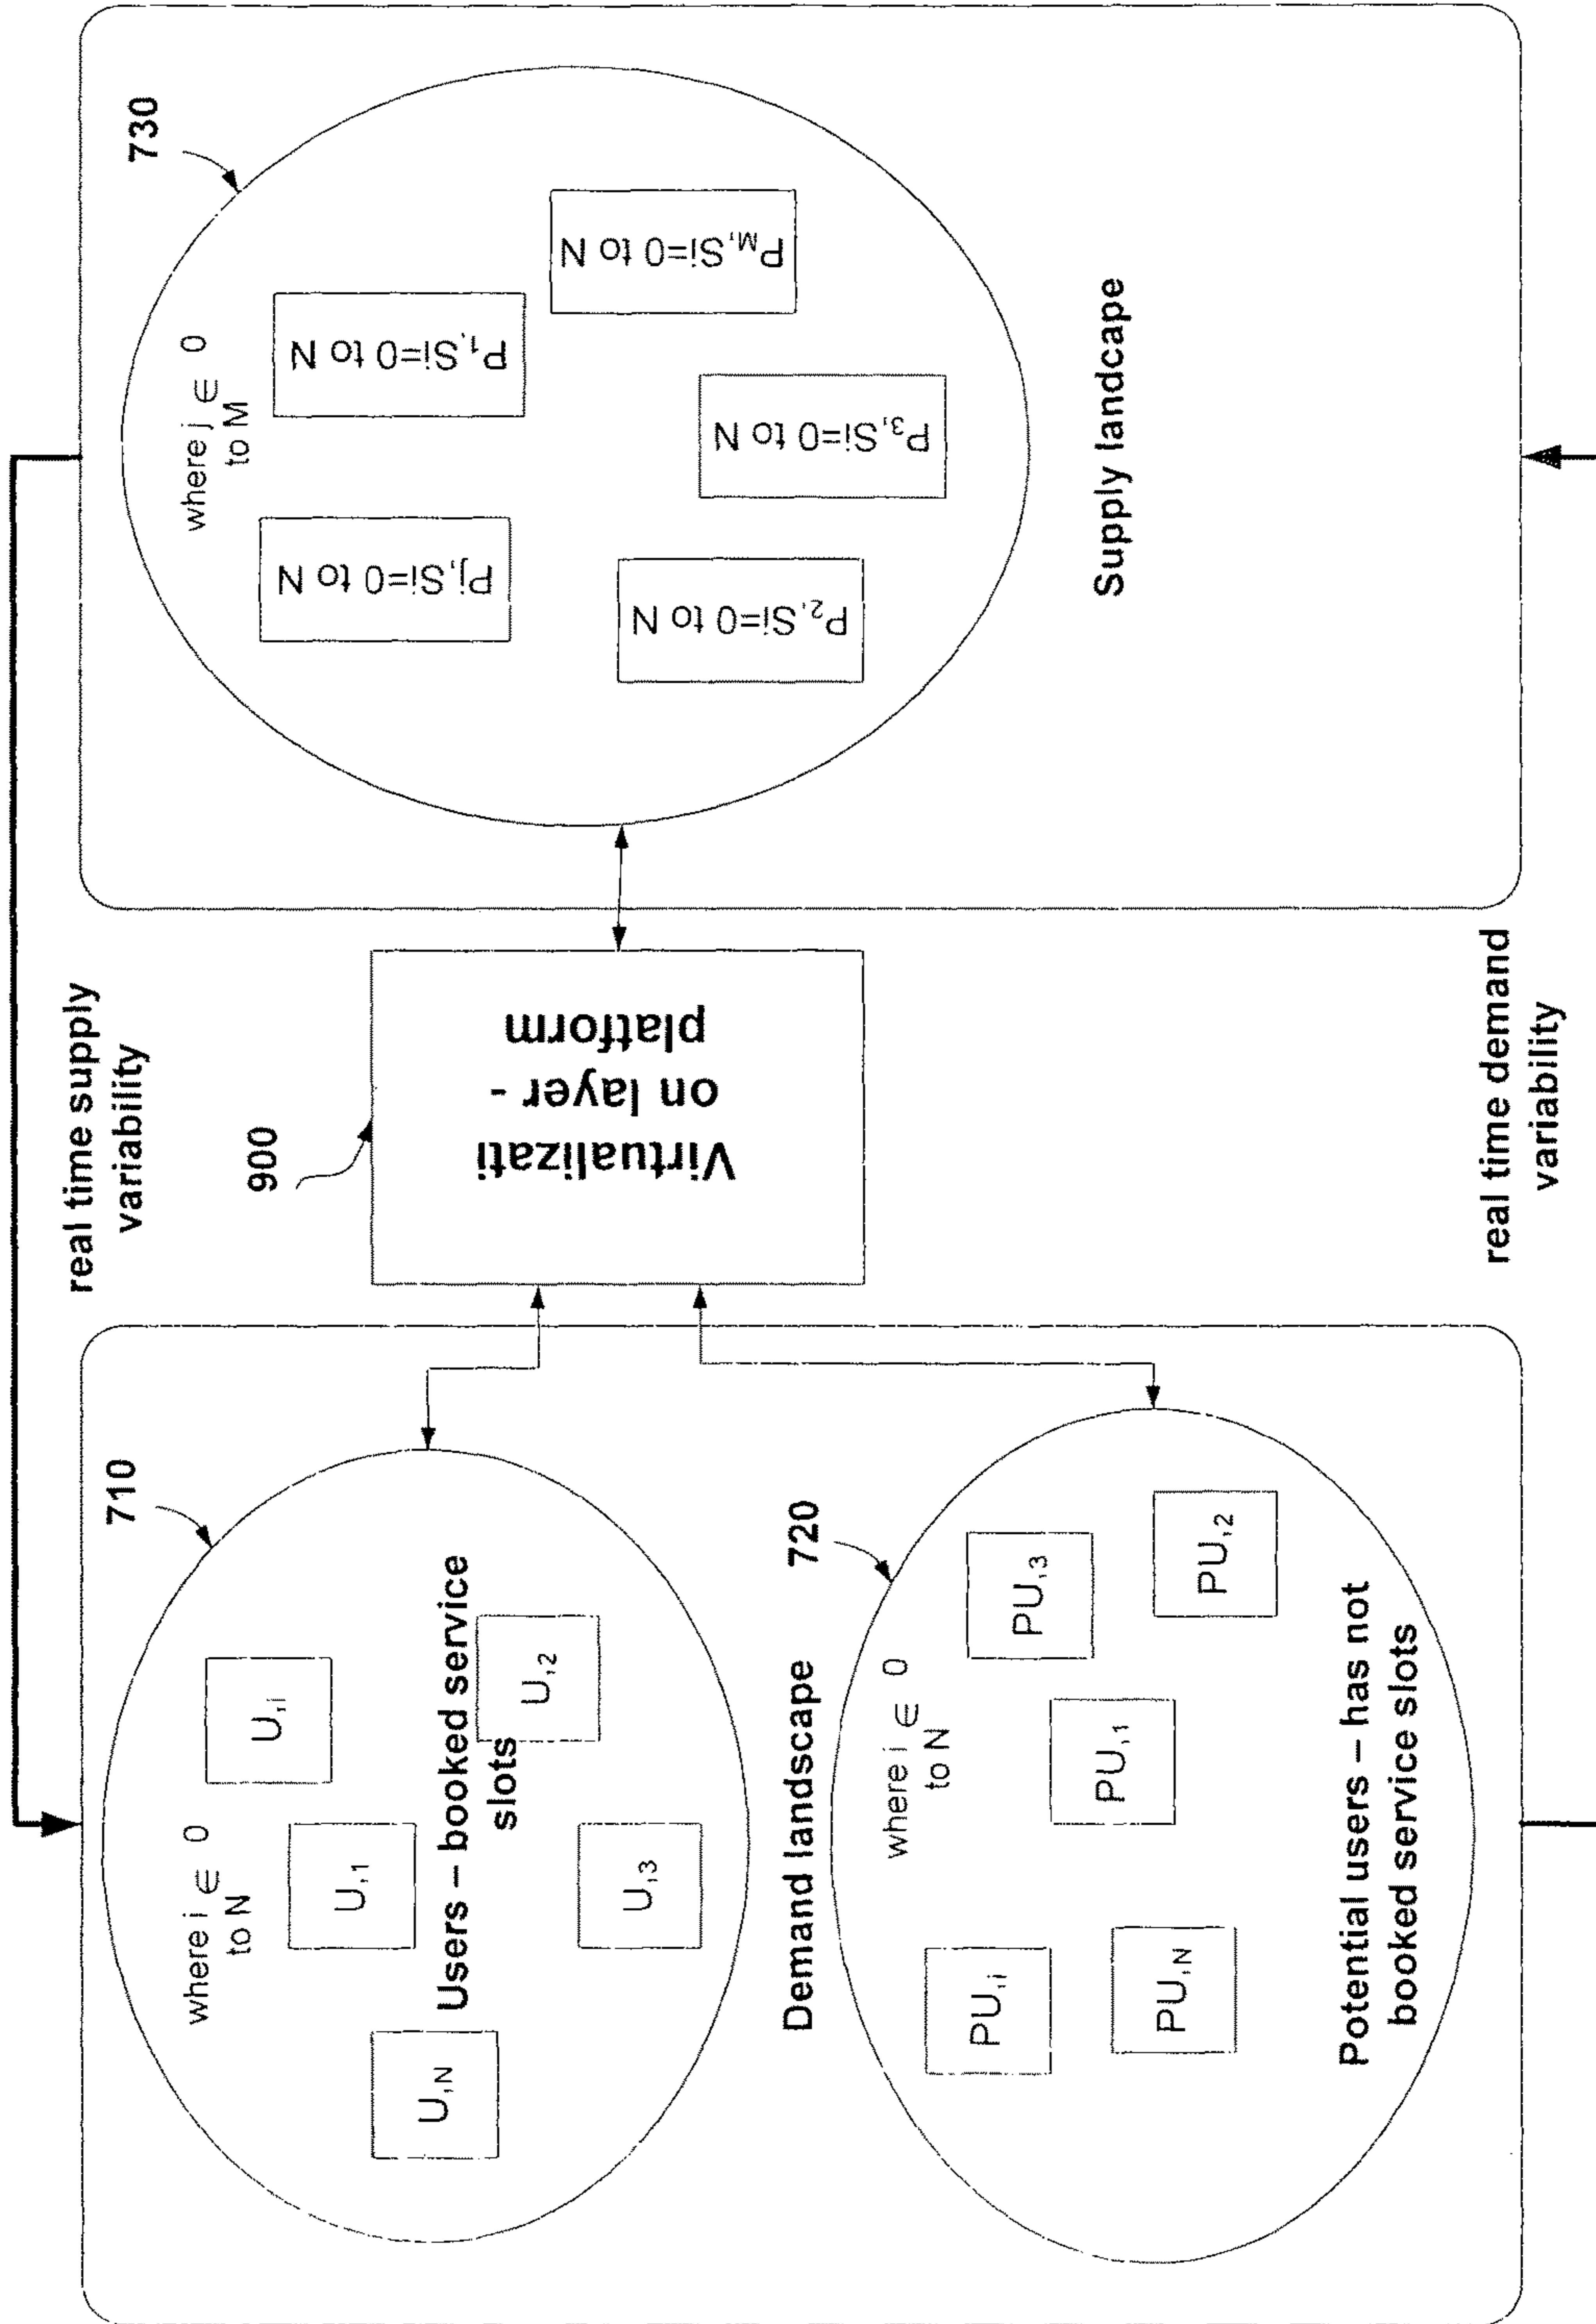 real time supply
variability
710
where i ∈ 0
to N
U,i
U,1
U,N
Users – booked service
slots
U,2
U,3
Demand landscape
720
where i ∈ 0
to N
PU,i
PU,3
PU,1
PU,N
PU,2
Potential users – has not
booked service slots
900
Virtualizati
on layer -
platform
730
where j ∈ 0
to M
Pj,Si=0 to N
P1,Si=0 to N
PM,Si=0 to N
P2,Si=0 to N
P3,Si=0 to N
Supply landcape
real time demand
variability